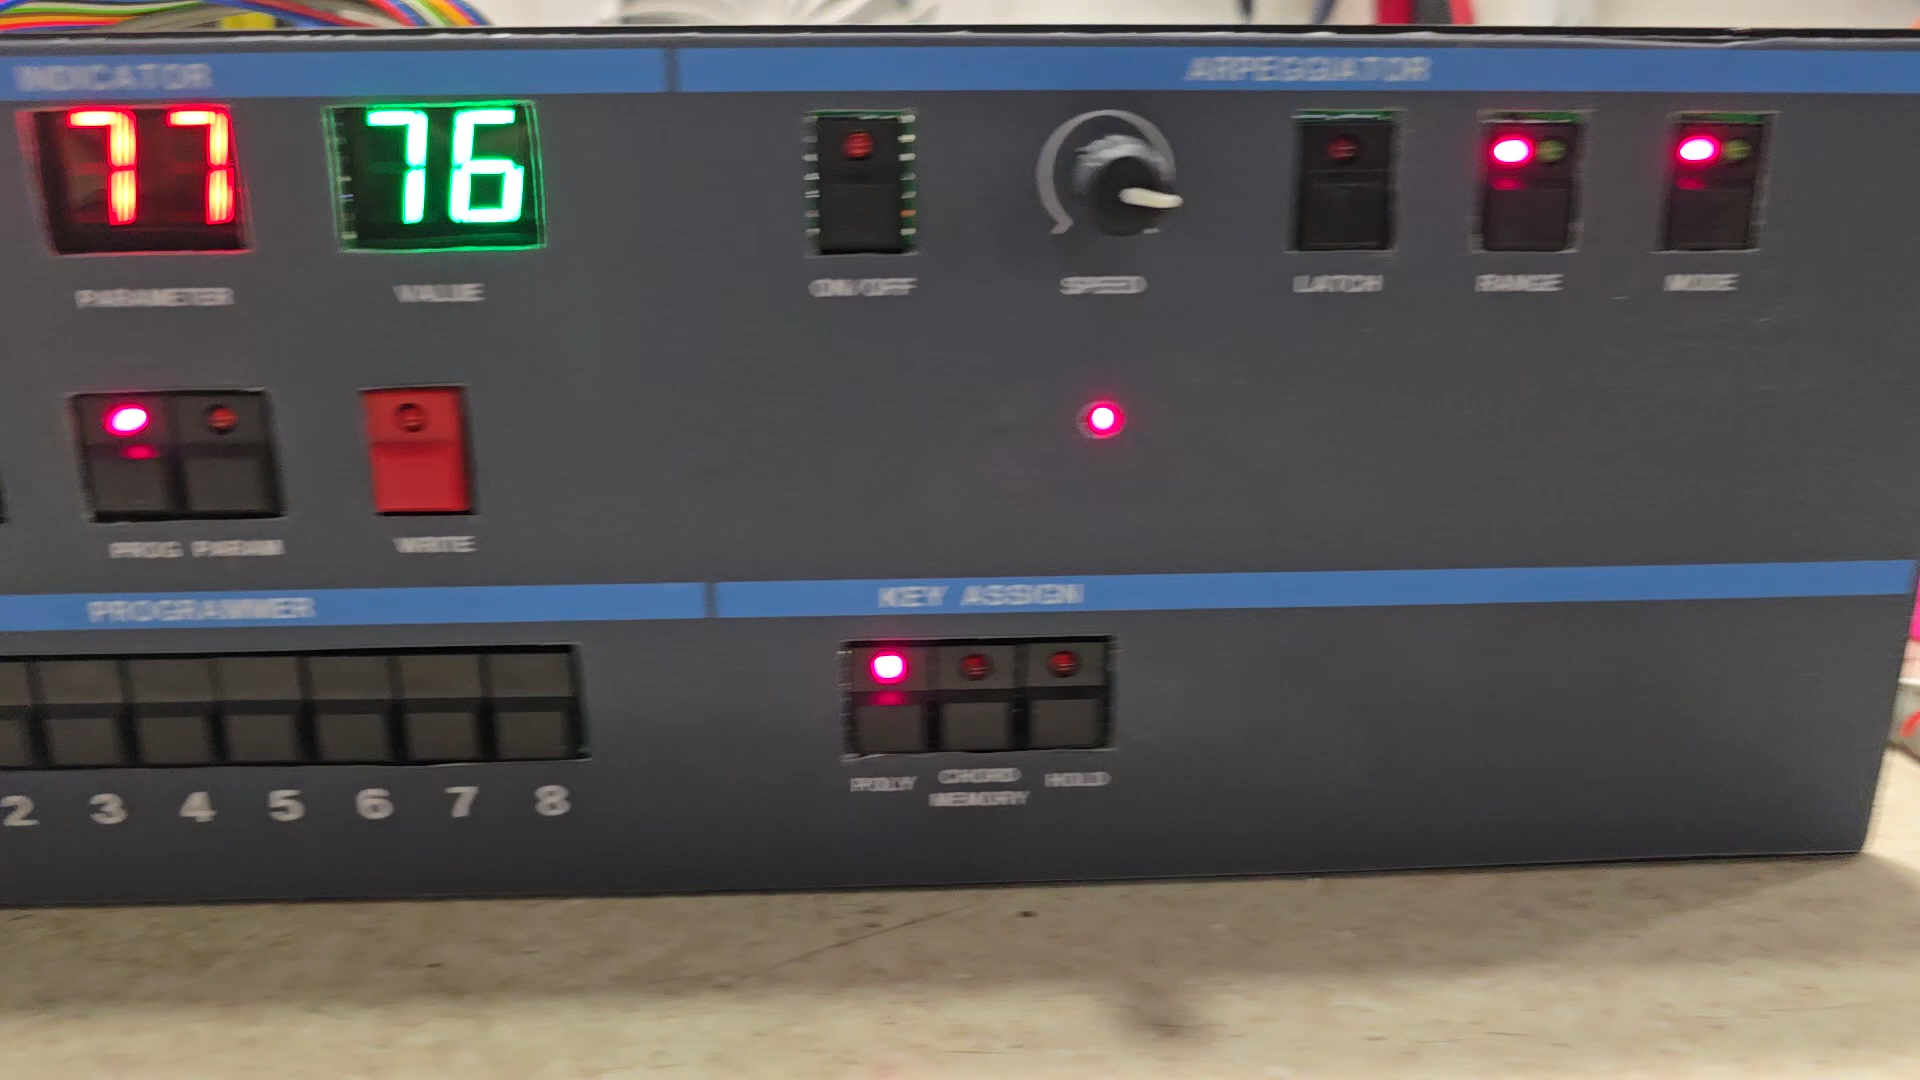 INDICATOR
ARPEGGIATOR
77
76
PARAMETER
VALUE
ON/OFF
SPEED
LATCH
RANGE
MODE
PROG PARAM
WRITE
PROGRAMMER
KEY ASSIGN
2 3 4 5 6 7 8
POLY
CHORD
MEMORY
HOLD